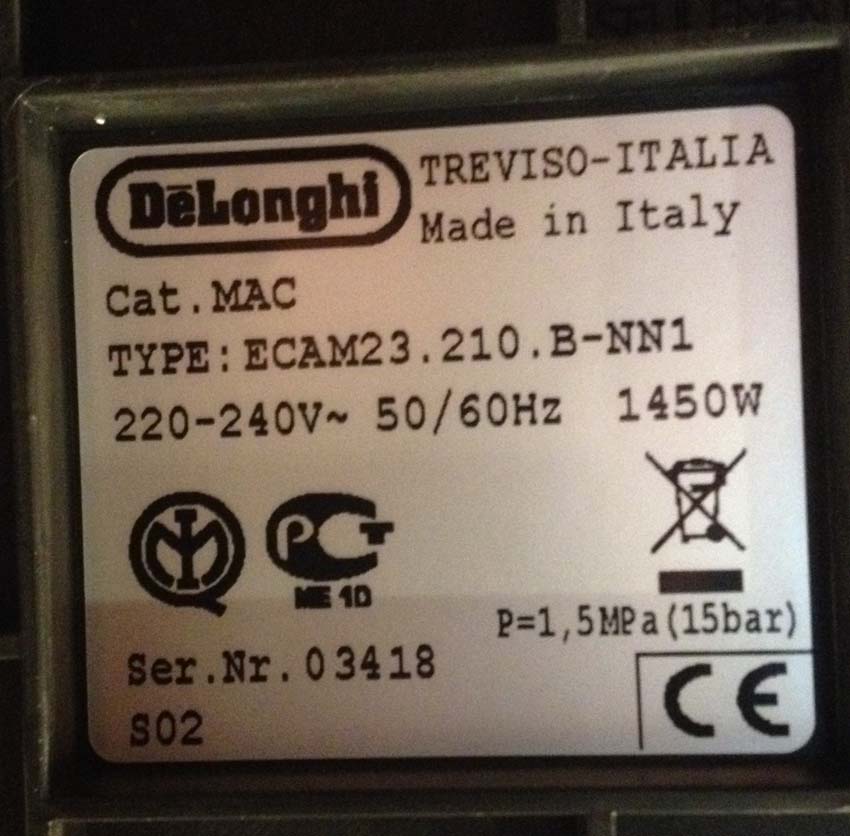 DēLonghi
TREVISO-ITALIA
Made in Italy
Cat.MAC
TYPE:ECAM23.210.B-NN1
220-240V~ 50/60Hz 1450W
ME 10
P=1,5MPa(15bar)
Ser.Nr.03418
S02
CE